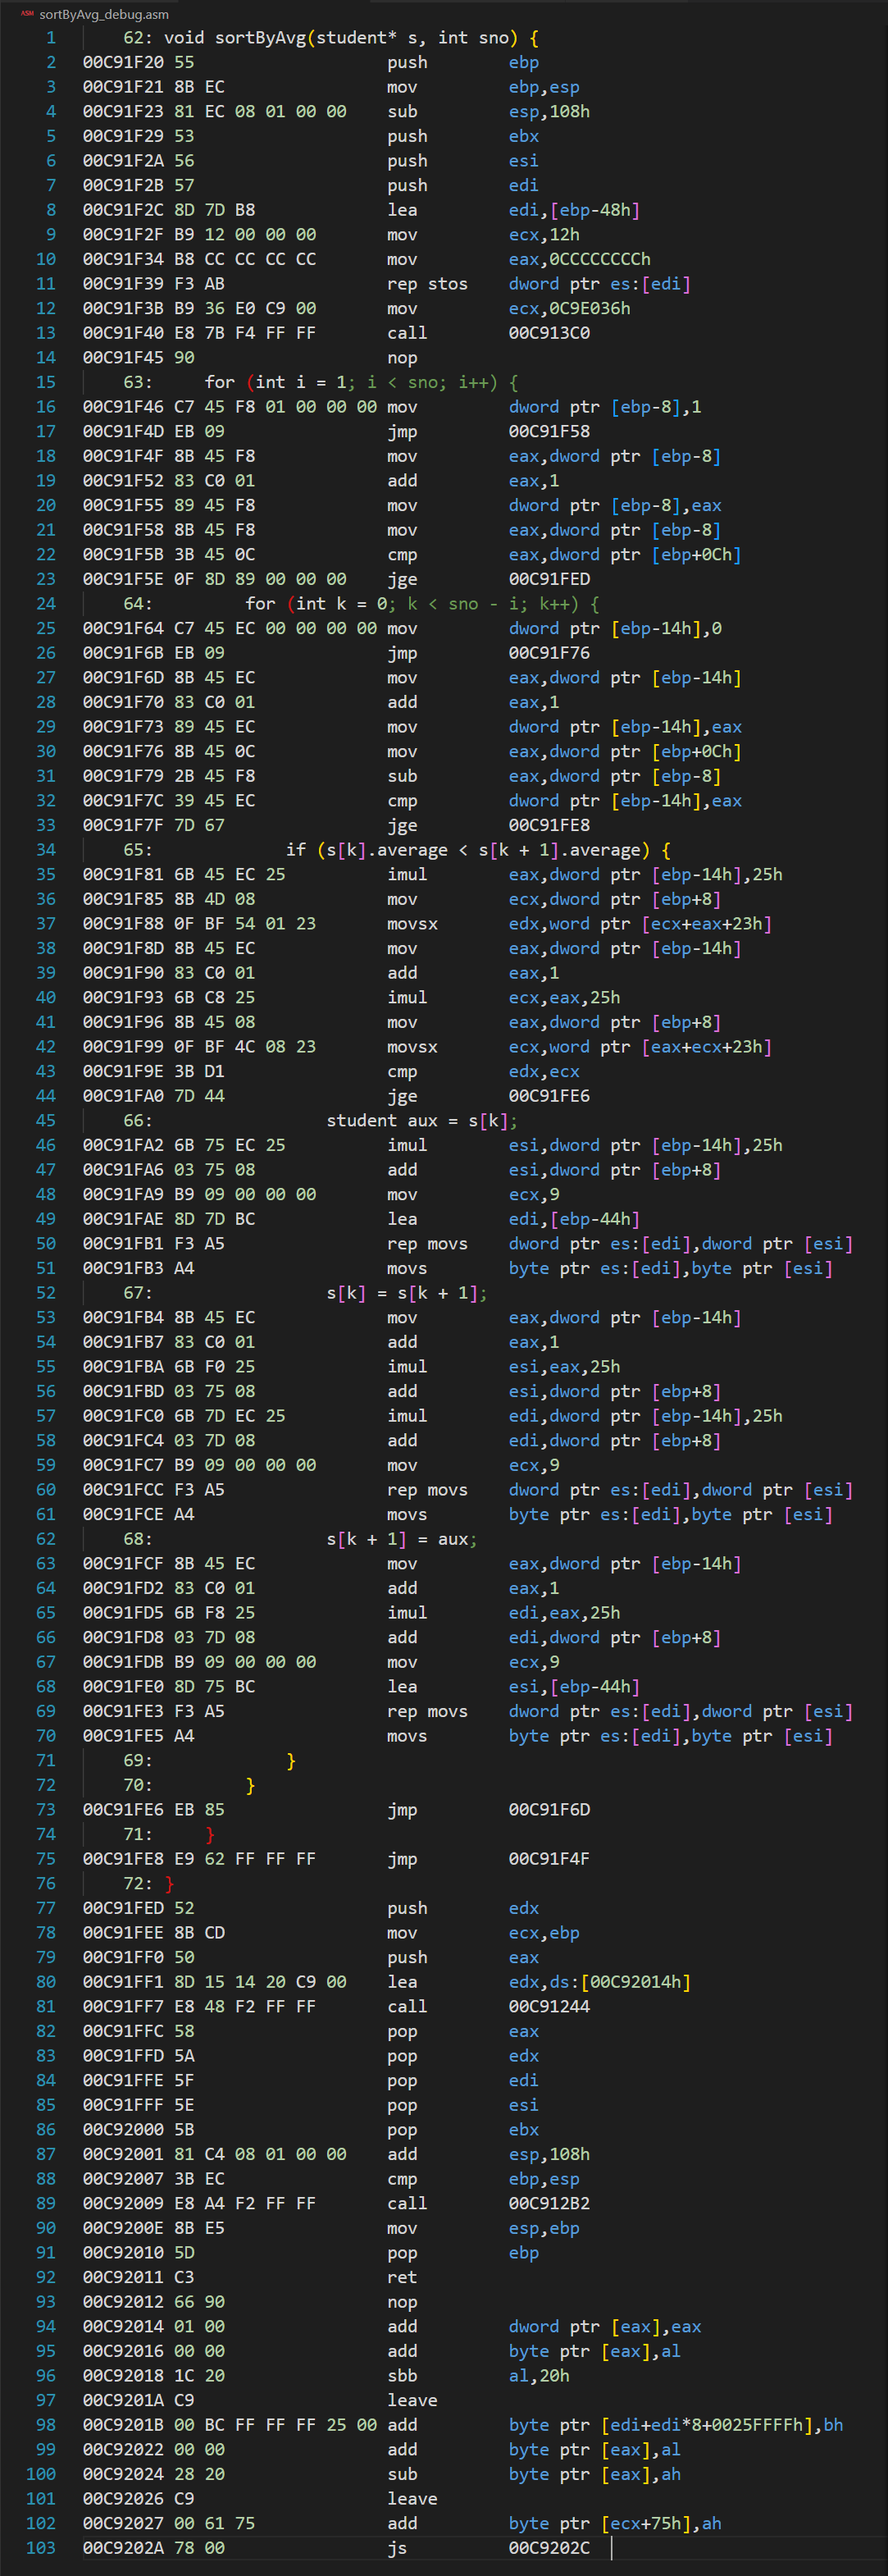 ASM sortByAvg_debug.asm
1 62: void sortByAvg(student* s, int sno) {
2 00C91F20 55 push ebp
3 00C91F21 8B EC mov ebp,esp
4 00C91F23 81 EC 08 01 00 00 sub esp,108h
5 00C91F29 53 push ebx
6 00C91F2A 56 push esi
7 00C91F2B 57 push edi
8 00C91F2C 8D 7D B8 lea edi,[ebp-48h]
9 00C91F2F B9 12 00 00 00 mov ecx,12h
10 00C91F34 B8 CC CC CC CC mov eax,0CCCCCCCCh
11 00C91F39 F3 AB rep stos dword ptr es:[edi]
12 00C91F3B B9 36 E0 C9 00 mov ecx,0C9E036h
13 00C91F40 E8 7B F4 FF FF call 00C913C0
14 00C91F45 90 nop
15 63: for (int i = 1; i < sno; i++) {
16 00C91F46 C7 45 F8 01 00 00 00 mov dword ptr [ebp-8],1
17 00C91F4D EB 09 jmp 00C91F58
18 00C91F4F 8B 45 F8 mov eax,dword ptr [ebp-8]
19 00C91F52 83 C0 01 add eax,1
20 00C91F55 89 45 F8 mov dword ptr [ebp-8],eax
21 00C91F58 8B 45 F8 mov eax,dword ptr [ebp-8]
22 00C91F5B 3B 45 0C cmp eax,dword ptr [ebp+0Ch]
23 00C91F5E 0F 8D 89 00 00 00 jge 00C91FED
24 64: for (int k = 0; k < sno - i; k++) {
25 00C91F64 C7 45 EC 00 00 00 00 mov dword ptr [ebp-14h],0
26 00C91F6B EB 09 jmp 00C91F76
27 00C91F6D 8B 45 EC mov eax,dword ptr [ebp-14h]
28 00C91F70 83 C0 01 add eax,1
29 00C91F73 89 45 EC mov dword ptr [ebp-14h],eax
30 00C91F76 8B 45 0C mov eax,dword ptr [ebp+0Ch]
31 00C91F79 2B 45 F8 sub eax,dword ptr [ebp-8]
32 00C91F7C 39 45 EC cmp dword ptr [ebp-14h],eax
33 00C91F7F 7D 67 jge 00C91FE8
34 65: if (s[k].average < s[k + 1].average) {
35 00C91F81 6B 45 EC 25 imul eax,dword ptr [ebp-14h],25h
36 00C91F85 8B 4D 08 mov ecx,dword ptr [ebp+8]
37 00C91F88 0F BF 54 01 23 movsx edx,word ptr [ecx+eax+23h]
38 00C91F8D 8B 45 EC mov eax,dword ptr [ebp-14h]
39 00C91F90 83 C0 01 add eax,1
40 00C91F93 6B C8 25 imul ecx,eax,25h
41 00C91F96 8B 45 08 mov eax,dword ptr [ebp+8]
42 00C91F99 0F BF 4C 08 23 movsx ecx,word ptr [eax+ecx+23h]
43 00C91F9E 3B D1 cmp edx,ecx
44 00C91FA0 7D 44 jge 00C91FE6
45 66: student aux = s[k];
46 00C91FA2 6B 75 EC 25 imul esi,dword ptr [ebp-14h],25h
47 00C91FA6 03 75 08 add esi,dword ptr [ebp+8]
48 00C91FA9 B9 09 00 00 00 mov ecx,9
49 00C91FAE 8D 7D BC lea edi,[ebp-44h]
50 00C91FB1 F3 A5 rep movs dword ptr es:[edi],dword ptr [esi]
51 00C91FB3 A4 movs byte ptr es:[edi],byte ptr [esi]
52 67: s[k] = s[k + 1];
53 00C91FB4 8B 45 EC mov eax,dword ptr [ebp-14h]
54 00C91FB7 83 C0 01 add eax,1
55 00C91FBA 6B F0 25 imul esi,eax,25h
56 00C91FBD 03 75 08 add esi,dword ptr [ebp+8]
57 00C91FC0 6B 7D EC 25 imul edi,dword ptr [ebp-14h],25h
58 00C91FC4 03 7D 08 add edi,dword ptr [ebp+8]
59 00C91FC7 B9 09 00 00 00 mov ecx,9
60 00C91FCC F3 A5 rep movs dword ptr es:[edi],dword ptr [esi]
61 00C91FCE A4 movs byte ptr es:[edi],byte ptr [esi]
62 68: s[k + 1] = aux;
63 00C91FCF 8B 45 EC mov eax,dword ptr [ebp-14h]
64 00C91FD2 83 C0 01 add eax,1
65 00C91FD5 6B F8 25 imul edi,eax,25h
66 00C91FD8 03 7D 08 add edi,dword ptr [ebp+8]
67 00C91FDB B9 09 00 00 00 mov ecx,9
68 00C91FE0 8D 75 BC lea esi,[ebp-44h]
69 00C91FE3 F3 A5 rep movs dword ptr es:[edi],dword ptr [esi]
70 00C91FE5 A4 movs byte ptr es:[edi],byte ptr [esi]
71 69: }
72 70: }
73 00C91FE6 EB 85 jmp 00C91F6D
74 71: }
75 00C91FE8 E9 62 FF FF FF jmp 00C91F4F
76 72: }
77 00C91FED 52 push edx
78 00C91FEE 8B CD mov ecx,ebp
79 00C91FF0 50 push eax
80 00C91FF1 8D 15 14 20 C9 00 lea edx,ds:[00C92014h]
81 00C91FF7 E8 48 F2 FF FF call 00C91244
82 00C91FFC 58 pop eax
83 00C91FFD 5A pop edx
84 00C91FFE 5F pop edi
85 00C91FFF 5E pop esi
86 00C92000 5B pop ebx
87 00C92001 81 C4 08 01 00 00 add esp,108h
88 00C92007 3B EC cmp ebp,esp
89 00C92009 E8 A4 F2 FF FF call 00C912B2
90 00C9200E 8B E5 mov esp,ebp
91 00C92010 5D pop ebp
92 00C92011 C3 ret
93 00C92012 66 90 nop
94 00C92014 01 00 add dword ptr [eax],eax
95 00C92016 00 00 add byte ptr [eax],al
96 00C92018 1C 20 sbb al,20h
97 00C9201A C9 leave
98 00C9201B 00 BC FF FF FF 25 00 add byte ptr [edi+edi*8+0025FFFFh],bh
99 00C92022 00 00 add byte ptr [eax],al
100 00C92024 28 20 sub byte ptr [eax],ah
101 00C92026 C9 leave
102 00C92027 00 61 75 add byte ptr [ecx+75h],ah
103 00C9202A 78 00 js 00C9202C